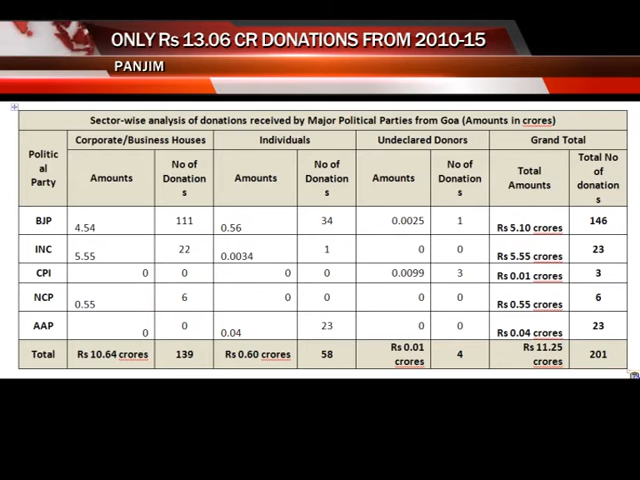 ONLY Rs 13.06 CR DONATIONS FROM 2010-15
PANJIM
Sector-wise analysis of donations received by Major Political Parties from Goa (Amounts in crores)
Politic al Party Corporate/Business Houses Individuals Undeclared Donors Grand Total
Amounts No of Donation s Amounts No of Donation s Amounts No of Donation s Total Amounts Total No of donation s
BJP 4.54 111 0.56 34 0.0025 1 Rs 5.10 crores 146
INC 5.55 22 0.0034 1 0 0 Rs 5.55 crores 23
CPI 0 0 0 0 0.0099 3 Rs 0.01 crores 3
NCP 0.55 6 0 0 0 0 Rs 0.55 crores 6
AAP 0 0 0.04 23 0 0 Rs 0.04 crores 23
Total Rs 10.64 crores 139 Rs 0.60 crores 58 Rs 0.01 crores 4 Rs 11.25 crores 201